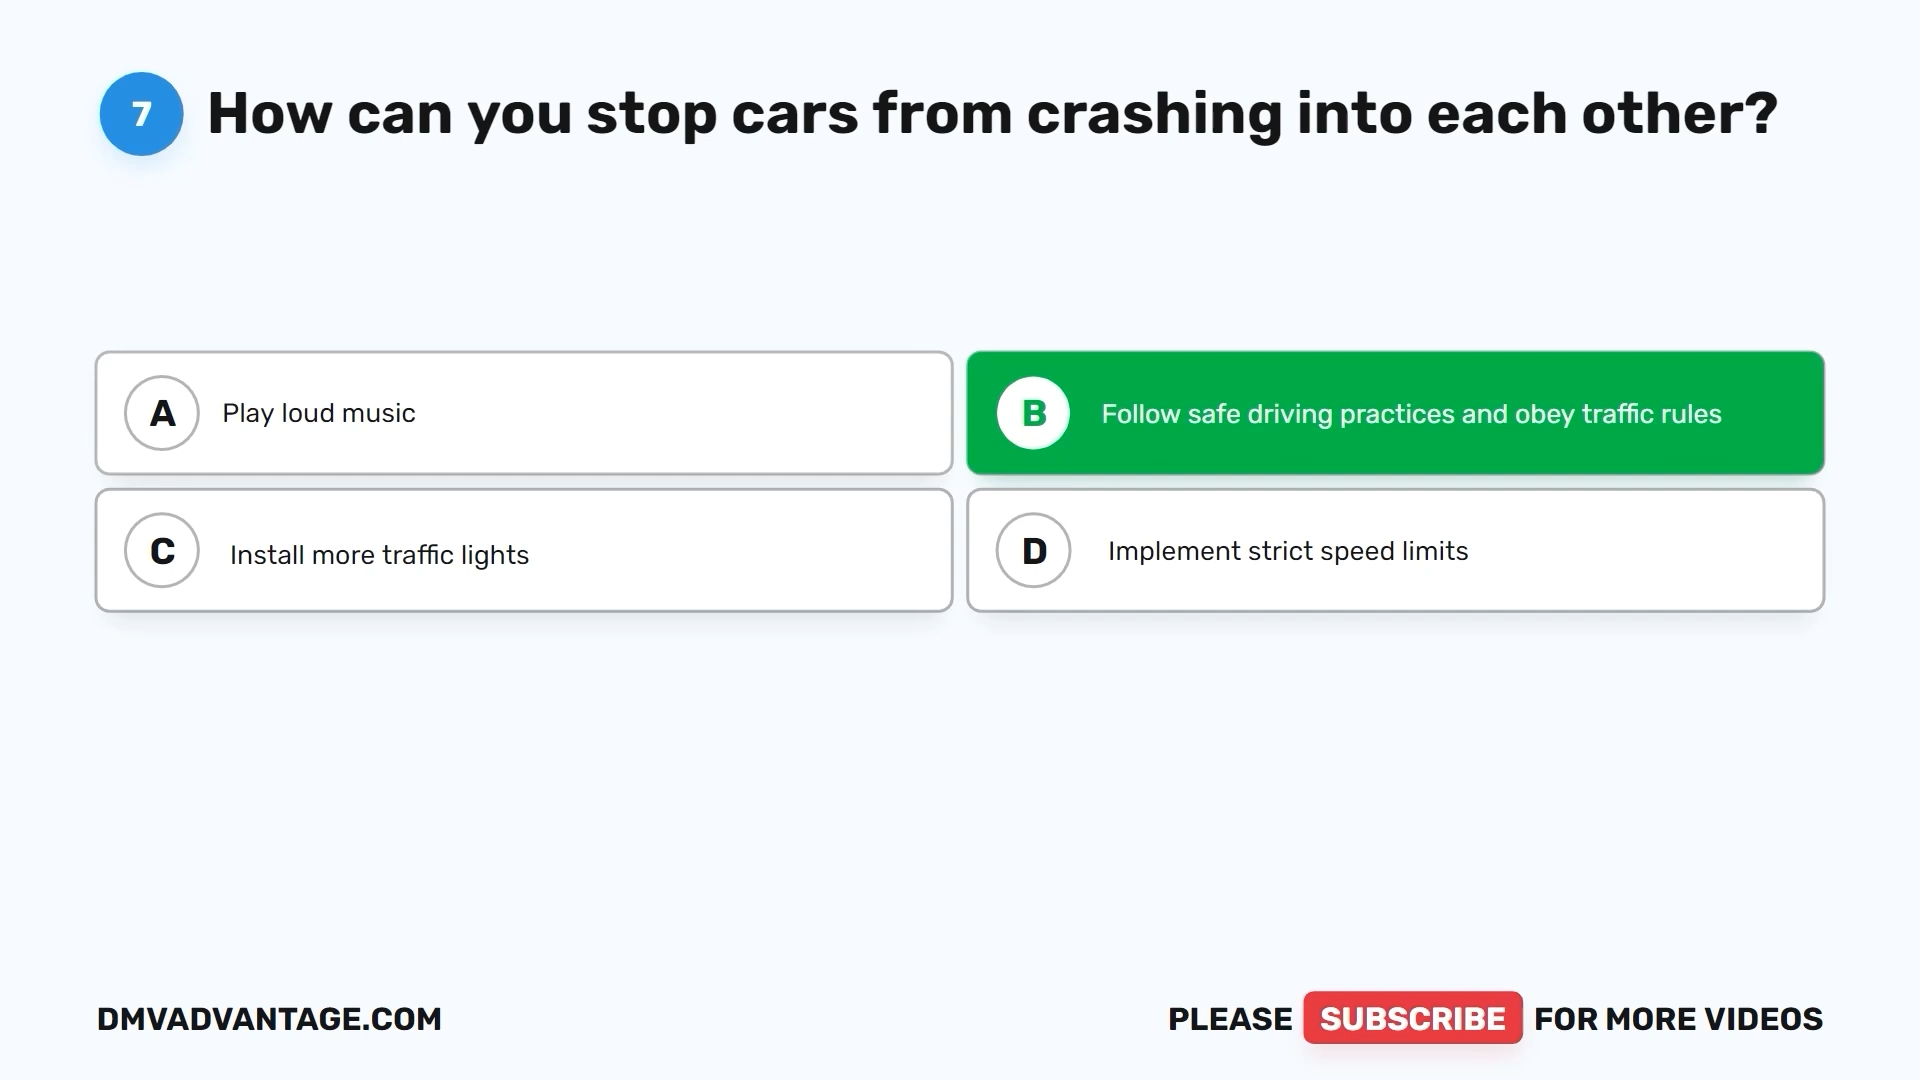 7 How can you stop cars from crashing into each other?
A Play loud music
B Follow safe driving practices and obey traffic rules
C Install more traffic lights
D Implement strict speed limits
DMVADVANTAGE.COM
PLEASE SUBSCRIBE FOR MORE VIDEOS